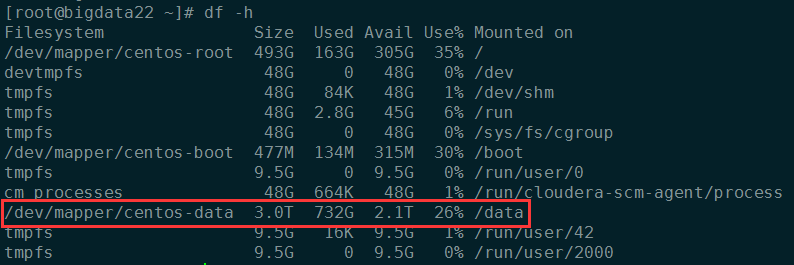 [root@bigdata22 ~]# df -h
Filesystem Size Used Avail Use% Mounted on
/dev/mapper/centos-root 493G 163G 305G 35% /
devtmpfs 48G 0 48G 0% /dev
tmpfs 48G 84K 48G 1% /dev/shm
tmpfs 48G 2.8G 45G 6% /run
tmpfs 48G 0 48G 0% /sys/fs/cgroup
/dev/mapper/centos-boot 477M 134M 315M 30% /boot
tmpfs 9.5G 0 9.5G 0% /run/user/0
cm_processes 48G 664K 48G 1% /run/cloudera-scm-agent/process
/dev/mapper/centos-data 3.0T 732G 2.1T 26% /data
tmpfs 9.5G 16K 9.5G 1% /run/user/42
tmpfs 9.5G 0 9.5G 0% /run/user/2000